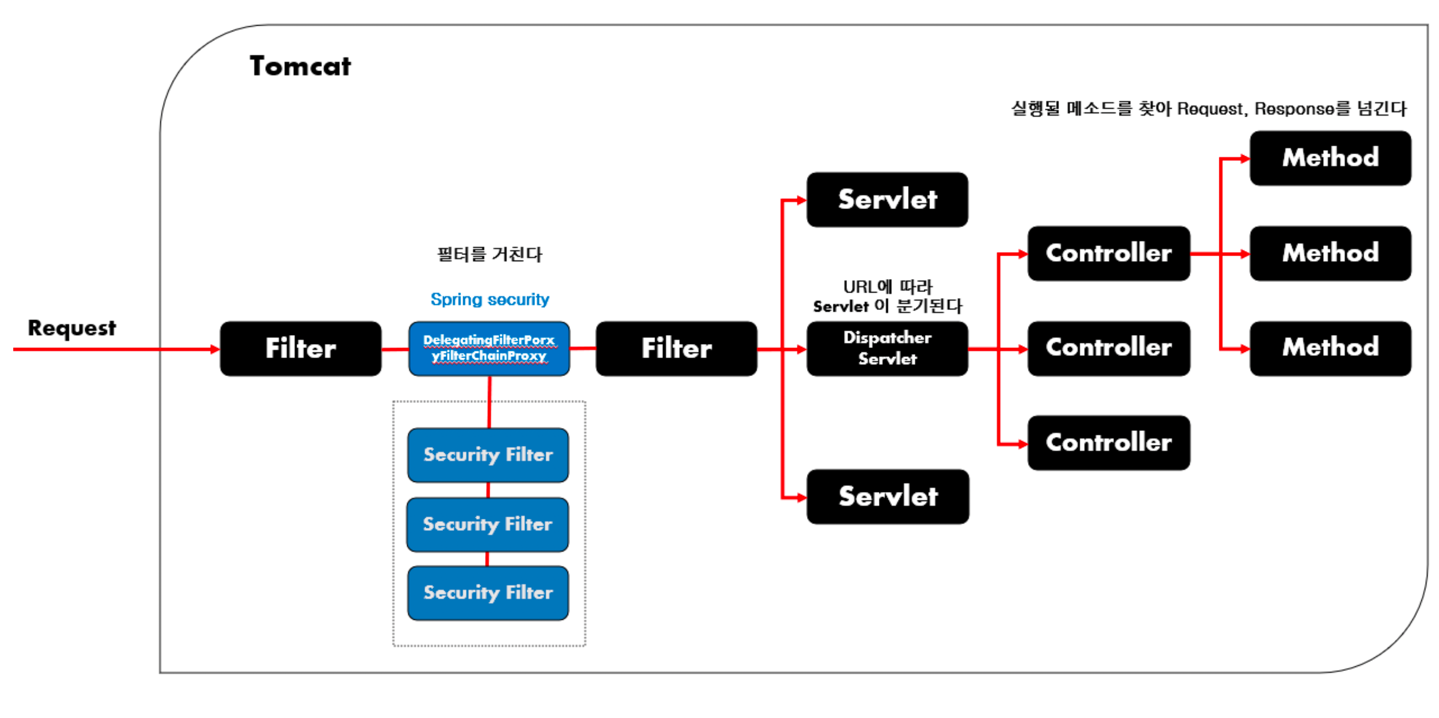 Tomcat
실행될 메소드를 찾아 Request, Response를 넘긴다
Method
Servlet
필터를 거친다
Controller
Method
URL에 따라
Servlet 이 분기된다
Spring security
Request
Filter
DelegatingFilterPorx
yFilterChainProxy
Filter
Dispatcher
Servlet
Controller
Method
Controller
Security Filter
Servlet
Security Filter
Security Filter